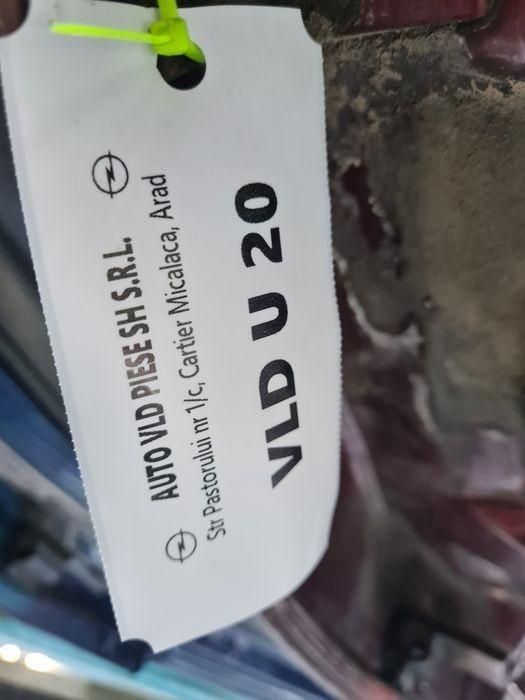 AUTO VLD PIESE SH S.R.L.
Str Pastorului nr 1/c, Cartier Micalaca, Arad
VLD U 20